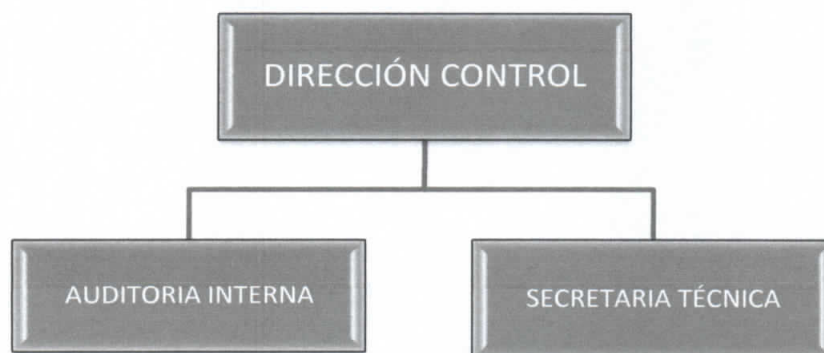 DIRECCIÓN CONTROL
AUDITORIA INTERNA
SECRETARIA TÉCNICA